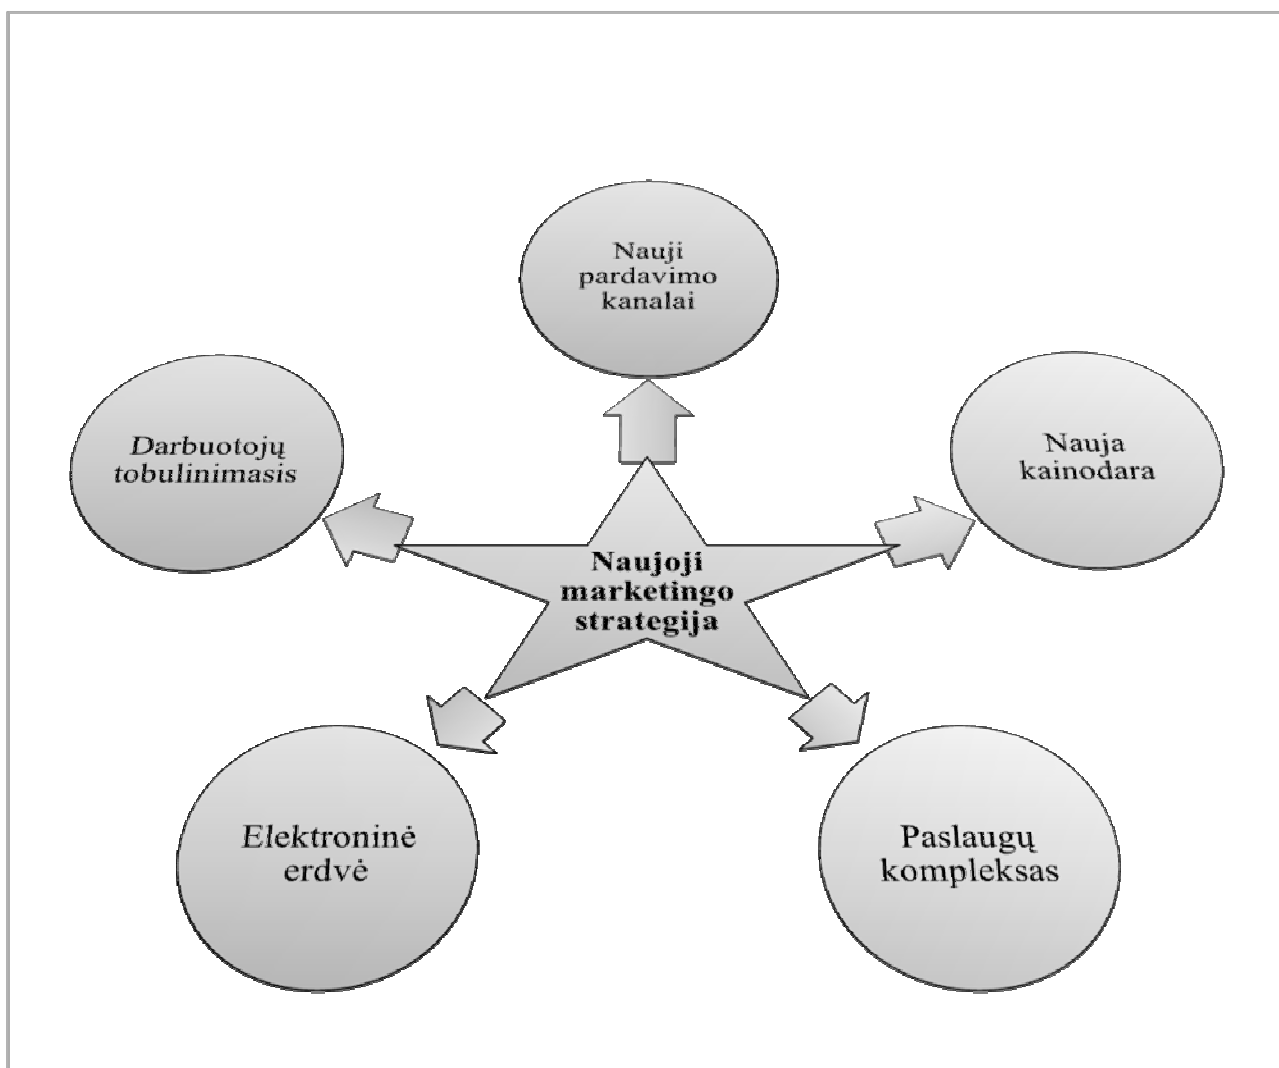 Nauji
pardavimo
kanalai
Darbuotojų
tobulinimasis
Nauja
kainodara
Naujoji
marketingo
strategija
Elektroninė
erdvė
Paslaugų
kompleksas